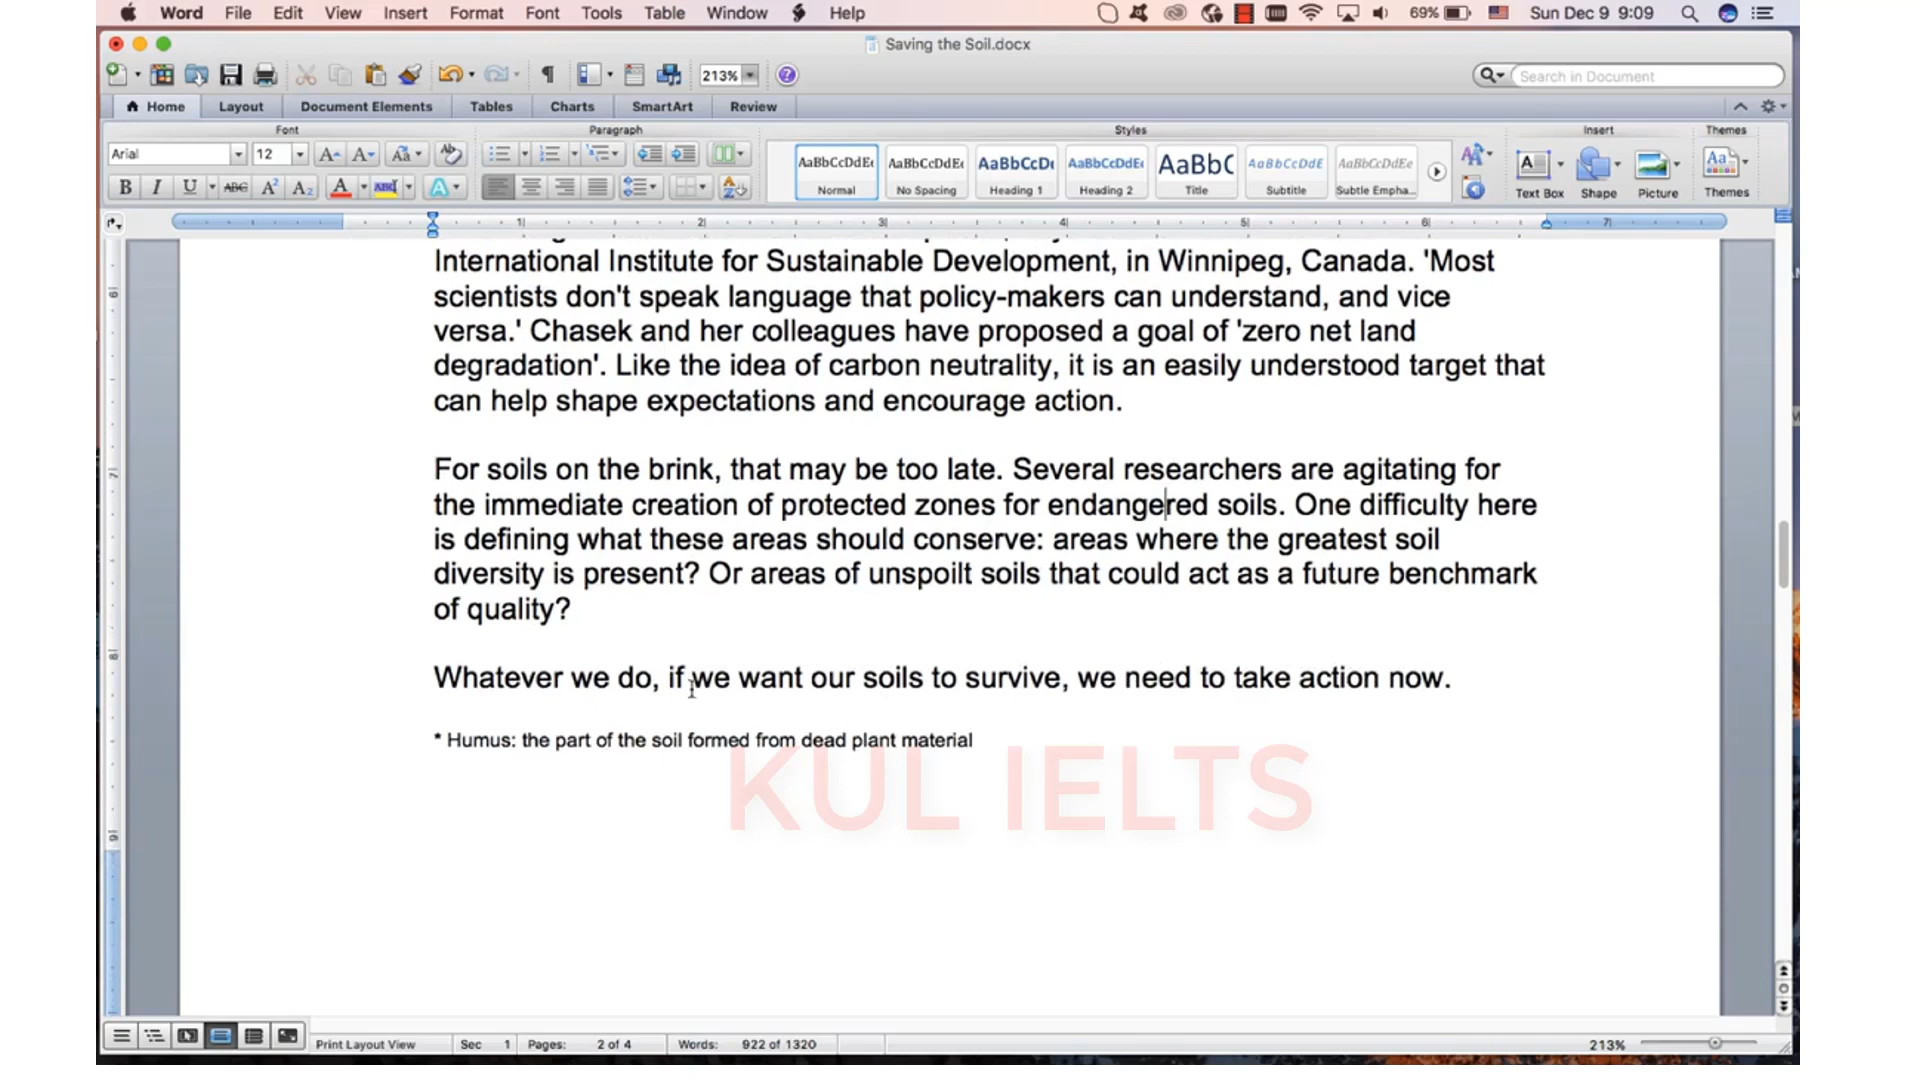 Word File Edit View Insert Format Font Tools Table Window Help 69% Sun Dec 9 9:09
Saving the Soil.docx
213% Search in Document
Home Layout Document Elements Tables Charts SmartArt Review
Font Paragraph Styles Insert Themes
Arial 12
AaBbCcDdEe AaBbCcDdEe AaBbCcDd AaBbCcDdEe AaBbC AaBbCcDdE AaBbCcDdEe
Normal No Spacing Heading 1 Heading 2 Title Subtitle Subtle Empha...
Text Box Shape Picture Themes
International Institute for Sustainable Development, in Winnipeg, Canada. 'Most
scientists don't speak language that policy-makers can understand, and vice
versa.' Chasek and her colleagues have proposed a goal of 'zero net land
degradation'. Like the idea of carbon neutrality, it is an easily understood target that
can help shape expectations and encourage action.
For soils on the brink, that may be too late. Several researchers are agitating for
the immediate creation of protected zones for endangered soils. One difficulty here
is defining what these areas should conserve: areas where the greatest soil
diversity is present? Or areas of unspoilt soils that could act as a future benchmark
of quality?
Whatever we do, if we want our soils to survive, we need to take action now.
* Humus: the part of the soil formed from dead plant material
KUL IELTS
Print Layout View Sec 1 Pages: 2 of 4 Words: 922 of 1320 213%